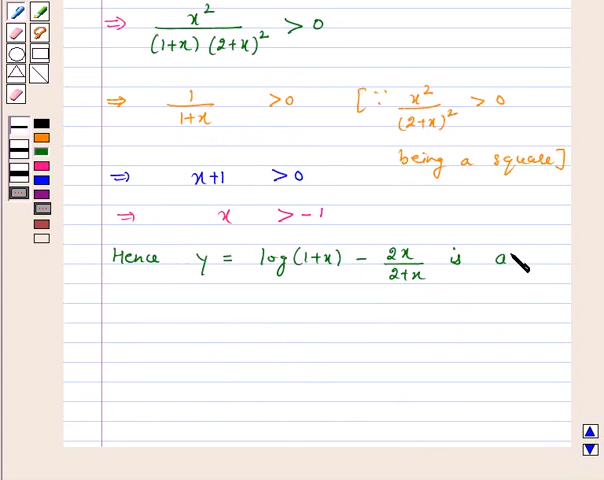 ⇒ x² / (1+x) (2+x)² > 0
⇒ 1 / 1+x > 0 [∵ x² / (2+x)² > 0
being a square]
⇒ x+1 > 0
⇒ x > -1
Hence y = log(1+x) - 2x / 2+x is a